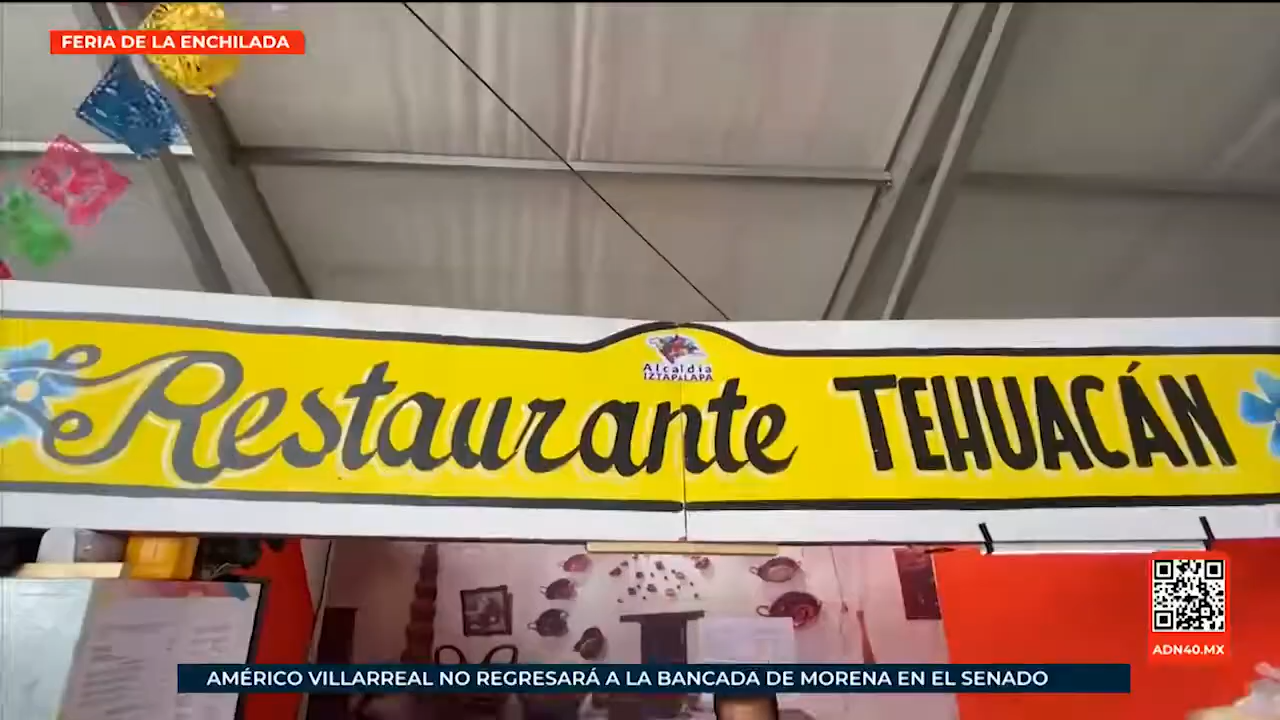 FERIA DE LA ENCHILADA
Alcaldía
IZTAPALAPA
Restaurante TEHUACÁN
ADN40.MX
AMÉRICO VILLARREAL NO REGRESARÁ A LA BANCADA DE MORENA EN EL SENADO